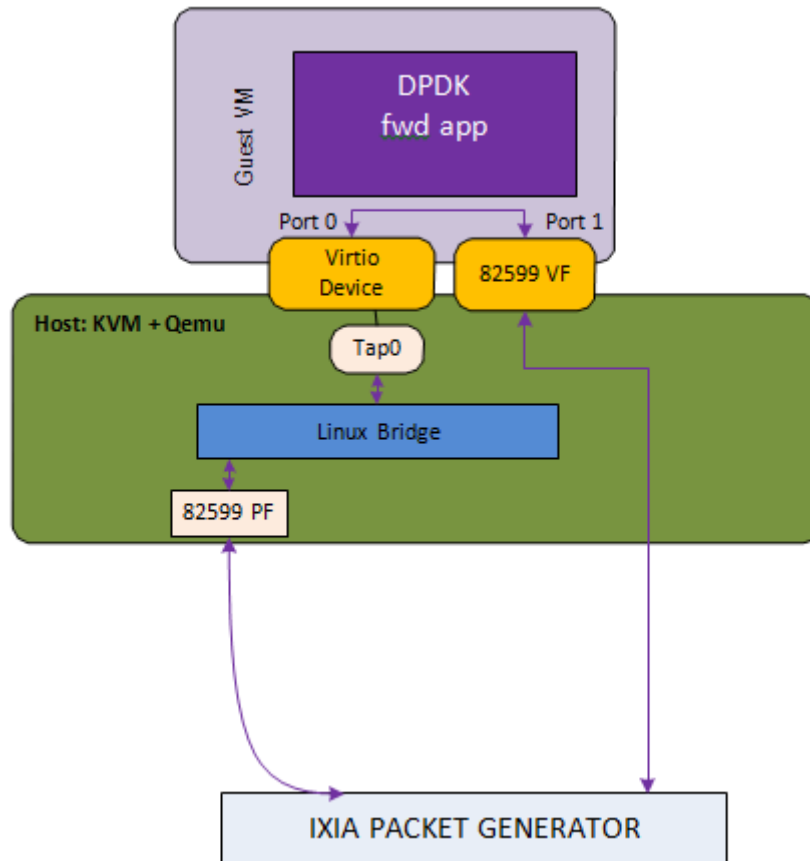 DPDK
fwd app
Guest VM
Port 0
Port 1
Virtio
Device
82599 VF
Host: KVM + Qemu
Tap0
Linux Bridge
82599 PF
IXIA PACKET GENERATOR